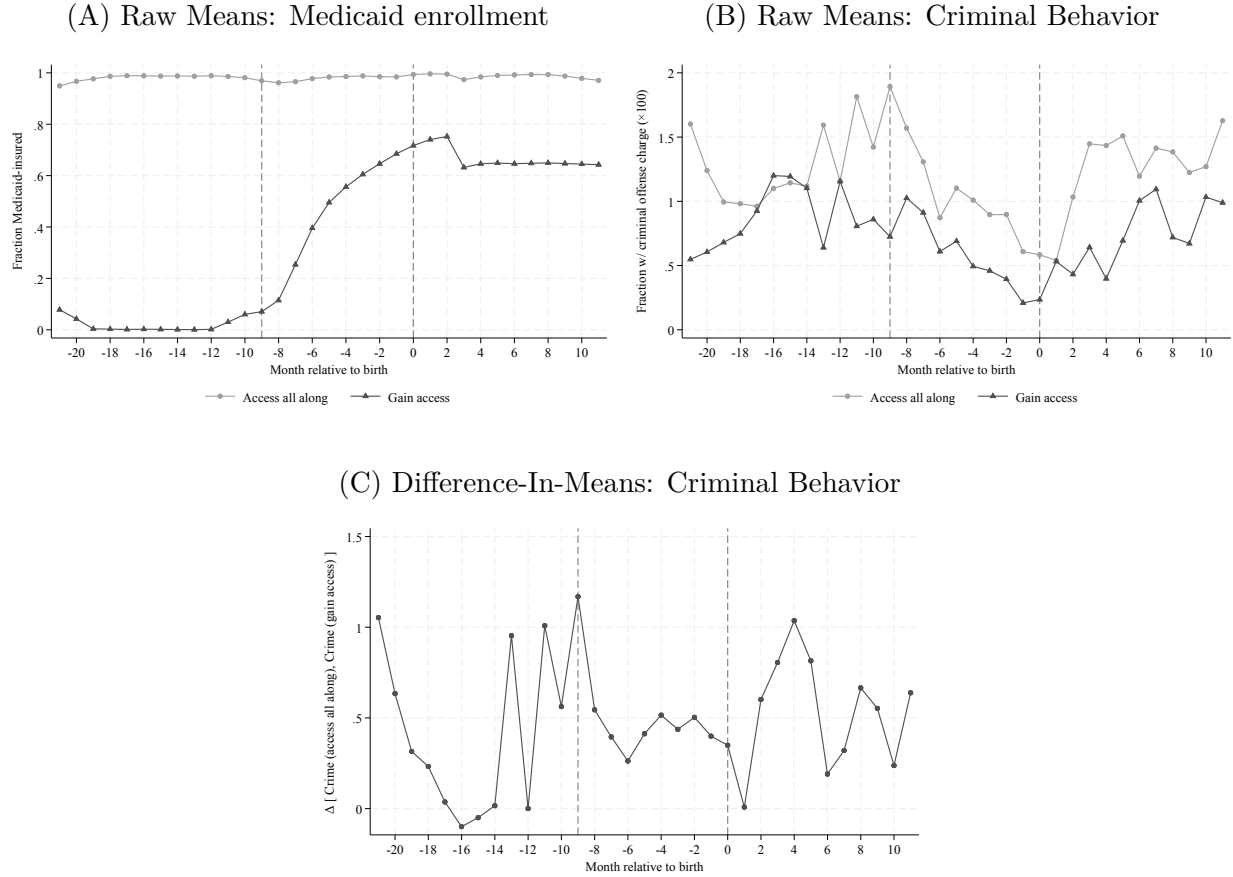 (A) Raw Means: Medicaid enrollment
Fraction Medicaid-insured
1
.8
.6
.4
.2
0
-20 -18 -16 -14 -12 -10 -8 -6 -4 -2 0 2 4 6 8 10
Month relative to birth
Access all along Gain access
(B) Raw Means: Criminal Behavior
Fraction w/ criminal offense charge (×100)
2
1.5
1
.5
0
-20 -18 -16 -14 -12 -10 -8 -6 -4 -2 0 2 4 6 8 10
Month relative to birth
Access all along Gain access
(C) Difference-In-Means: Criminal Behavior
Δ [ Crime (access all along), Crime (gain access) ]
1.5
1
.5
0
-20 -18 -16 -14 -12 -10 -8 -6 -4 -2 0 2 4 6 8 10
Month relative to birth